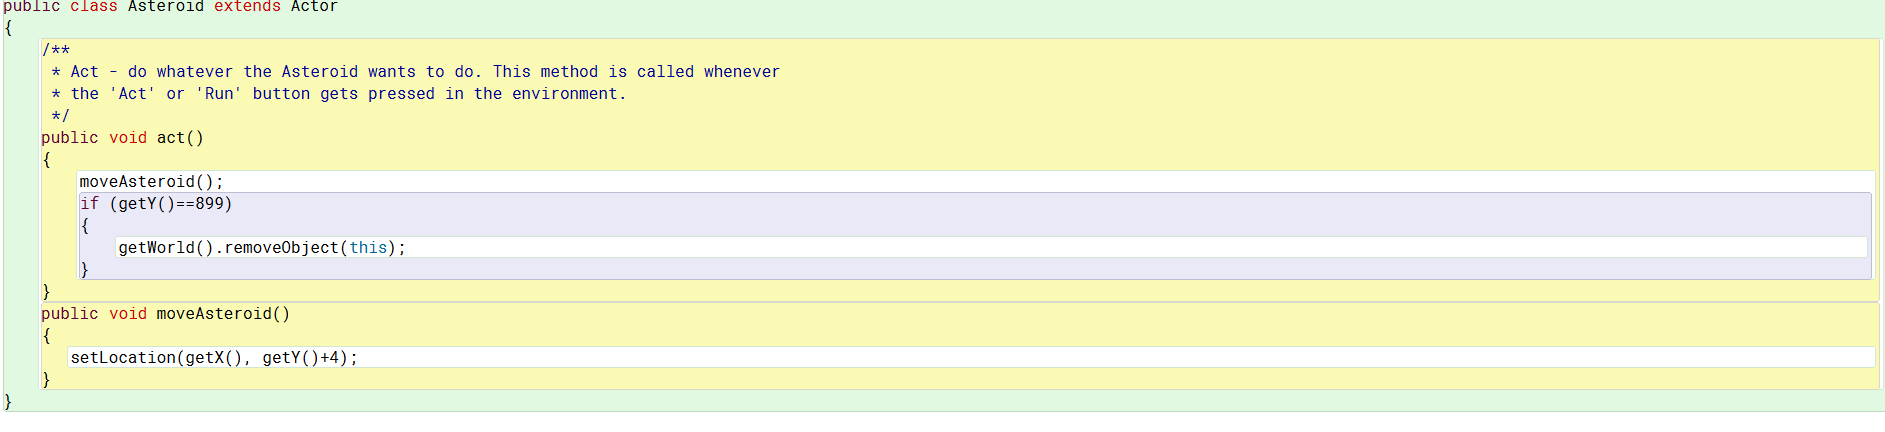 public class Asteroid extends Actor
{
    /**
     * Act - do whatever the Asteroid wants to do. This method is called whenever
     * the 'Act' or 'Run' button gets pressed in the environment.
     */
    public void act()
    {
        moveAsteroid();
        if (getY()==899)
        {
            getWorld().removeObject(this);
        }
    }
    public void moveAsteroid()
    {
       setLocation(getX(), getY()+4);
    }
}